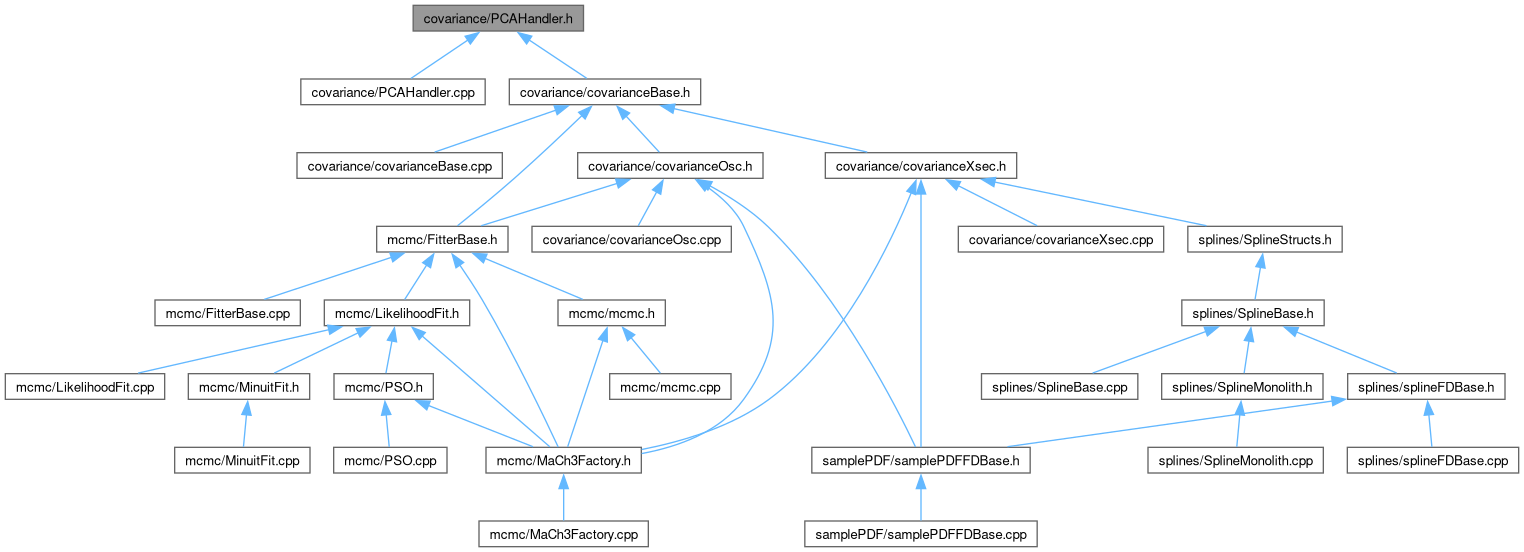 covariance/PCAHandler.h
covariance/PCAHandler.cpp
covariance/covarianceBase.h
covariance/covarianceBase.cpp
covariance/covarianceOsc.h
covariance/covarianceXsec.h
mcmc/FitterBase.h
covariance/covarianceOsc.cpp
covariance/covarianceXsec.cpp
splines/SplineStructs.h
mcmc/FitterBase.cpp
mcmc/LikelihoodFit.h
mcmc/mcmc.h
splines/SplineBase.h
mcmc/LikelihoodFit.cpp
mcmc/MinuitFit.h
mcmc/PSO.h
mcmc/mcmc.cpp
splines/SplineBase.cpp
splines/SplineMonolith.h
splines/splineFDBase.h
mcmc/MinuitFit.cpp
mcmc/PSO.cpp
mcmc/MaCh3Factory.h
samplePDF/samplePDFFDBase.h
splines/SplineMonolith.cpp
splines/splineFDBase.cpp
mcmc/MaCh3Factory.cpp
samplePDF/samplePDFFDBase.cpp